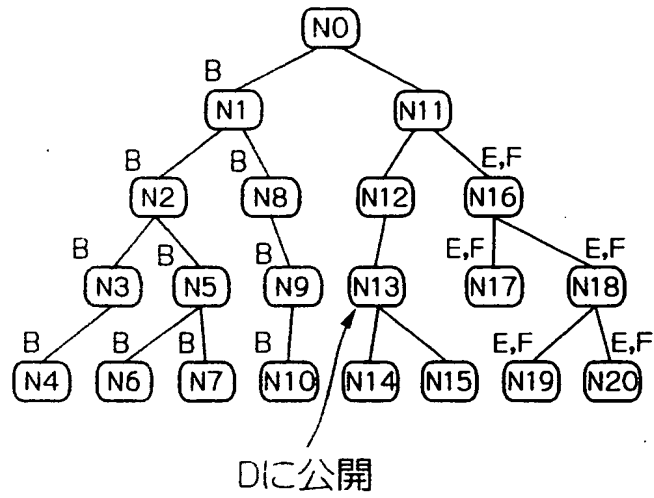 N0
B
N1 N11
B B E,F
N2 N8 N12 N16
B B B E,F E,F
N3 N5 N9 N13 N17 N18
B B B B E,F E,F
N4 N6 N7 N10 N14 N15 N19 N20
Dに公開